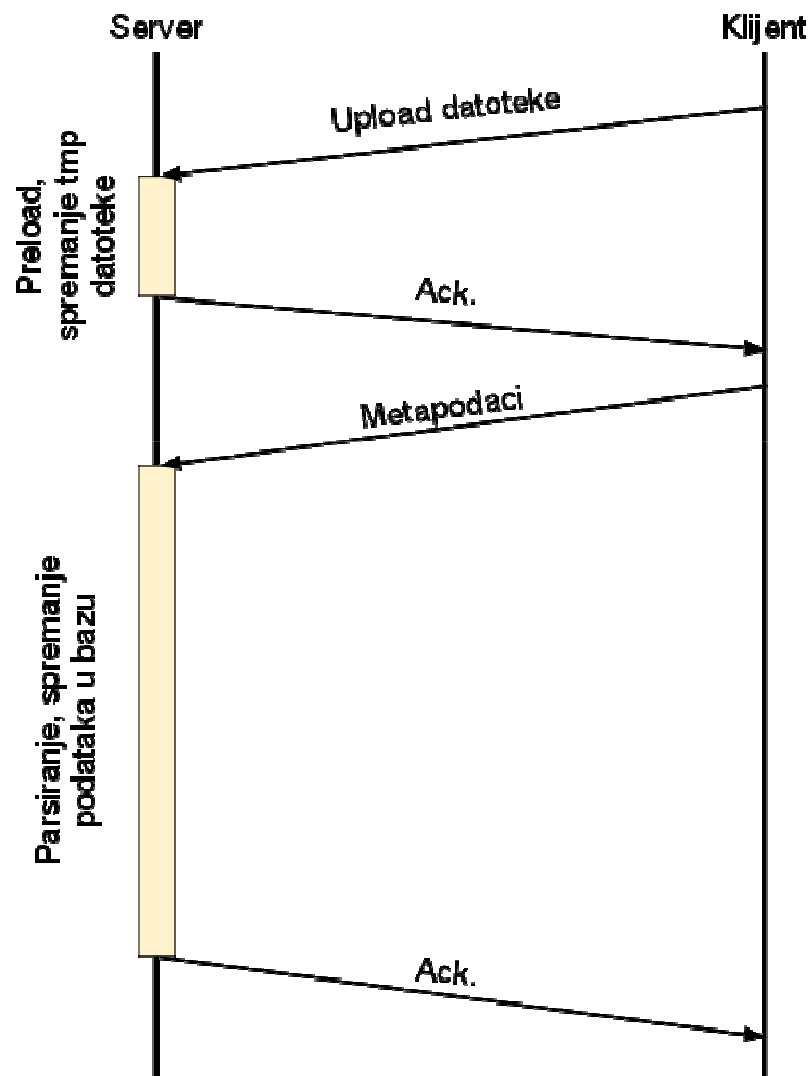 Server
Klijent
Upload datoteke
Preload,
spremanje tmp
datoteke
Ack.
Metapodaci
Parsiranje, spremanje
podataka u bazu
Ack.